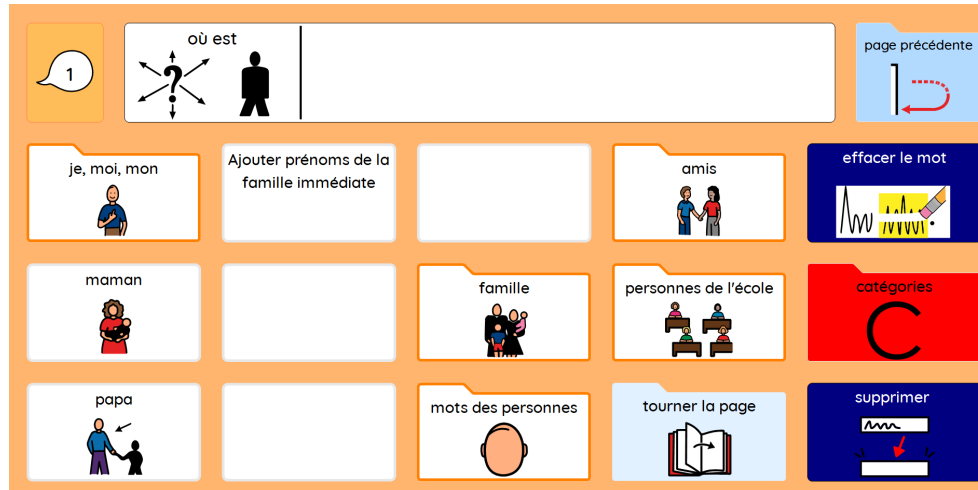 1
où est
?
page précédente
je, moi, mon
Ajouter prénoms de la
famille immédiate
amis
effacer le mot
maman
famille
personnes de l'école
catégories
C
papa
mots des personnes
tourner la page
supprimer